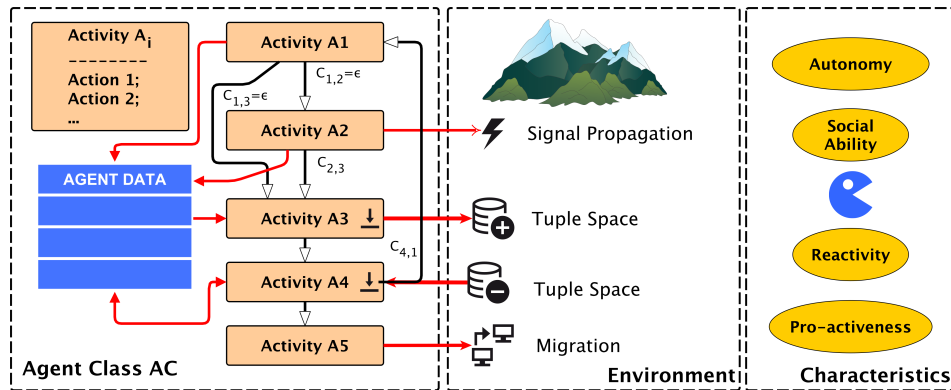 Activity A i
--------
Action 1;
Action 2;
...
AGENT DATA
Activity A1
C1,3=ϵ
C1,2=ϵ
Activity A2
C2,3
Activity A3
C4,1
Activity A4
Activity A5
Agent Class AC
Signal Propagation
Tuple Space
Tuple Space
Migration
Environment
Autonomy
Social
Ability
Reactivity
Pro-activeness
Characteristics